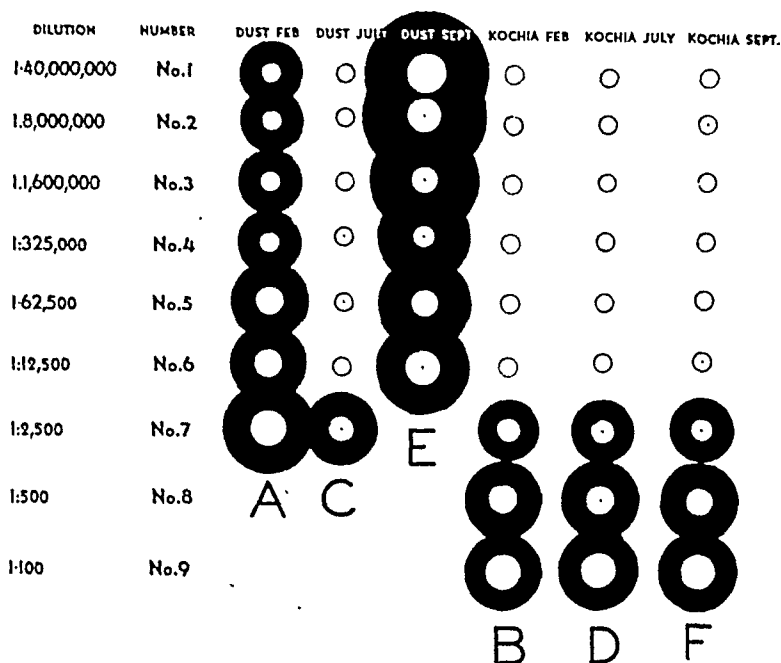 DILUTION NUMBER DUST FEB DUST JULY DUST SEPT KOCHIA FEB KOCHIA JULY KOCHIA SEPT.
1:40,000,000 No.1
1:8,000,000 No.2
1:1,600,000 No.3
1:325,000 No.4
1:62,500 No.5
1:12,500 No.6
1:2,500 No.7
E
1:500 No.8
A C
1:100 No.9
B D F